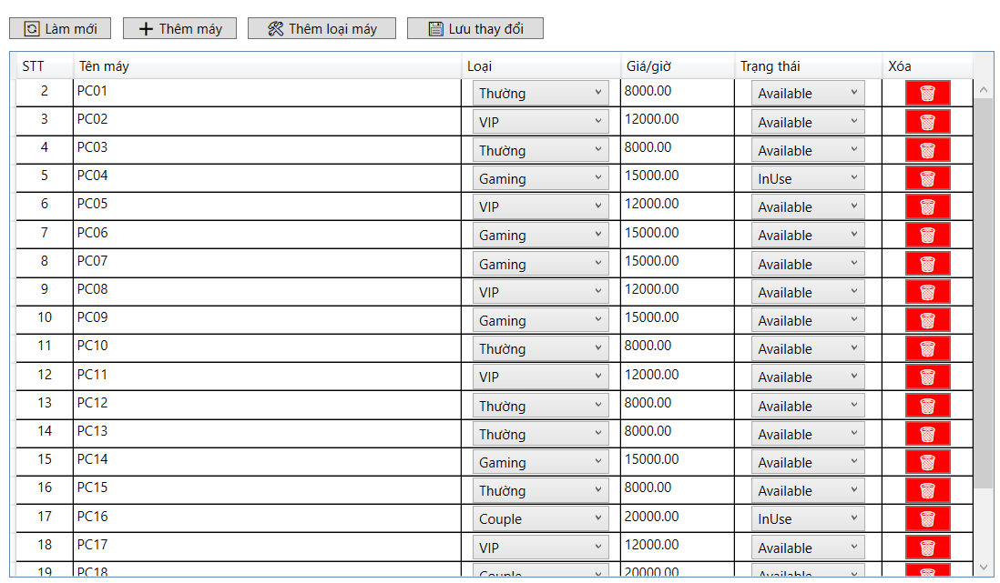 Làm mới Thêm máy Thêm loại máy Lưu thay đổi
STT Tên máy Loại Giá/giờ Trạng thái Xóa
2 PC01 Thường 8000.00 Available
3 PC02 VIP 12000.00 Available
4 PC03 Thường 8000.00 Available
5 PC04 Gaming 15000.00 InUse
6 PC05 VIP 12000.00 Available
7 PC06 Gaming 15000.00 Available
8 PC07 Gaming 15000.00 Available
9 PC08 VIP 12000.00 Available
10 PC09 Gaming 15000.00 Available
11 PC10 Thường 8000.00 Available
12 PC11 VIP 12000.00 Available
13 PC12 Thường 8000.00 Available
14 PC13 Thường 8000.00 Available
15 PC14 Gaming 15000.00 Available
16 PC15 Thường 8000.00 Available
17 PC16 Couple 20000.00 InUse
18 PC17 VIP 12000.00 Available
19 PC18 Couple 20000.00 Available